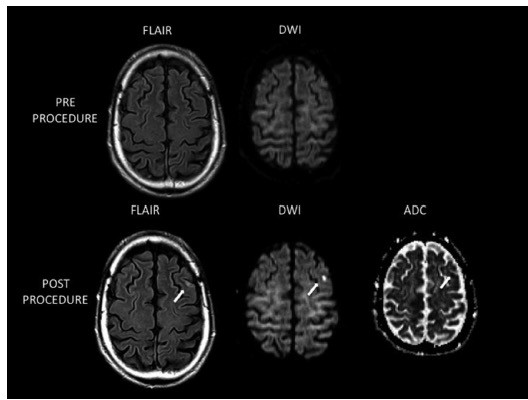 FLAIR DWI
PRE
PROCEDURE
FLAIR DWI ADC
POST
PROCEDURE